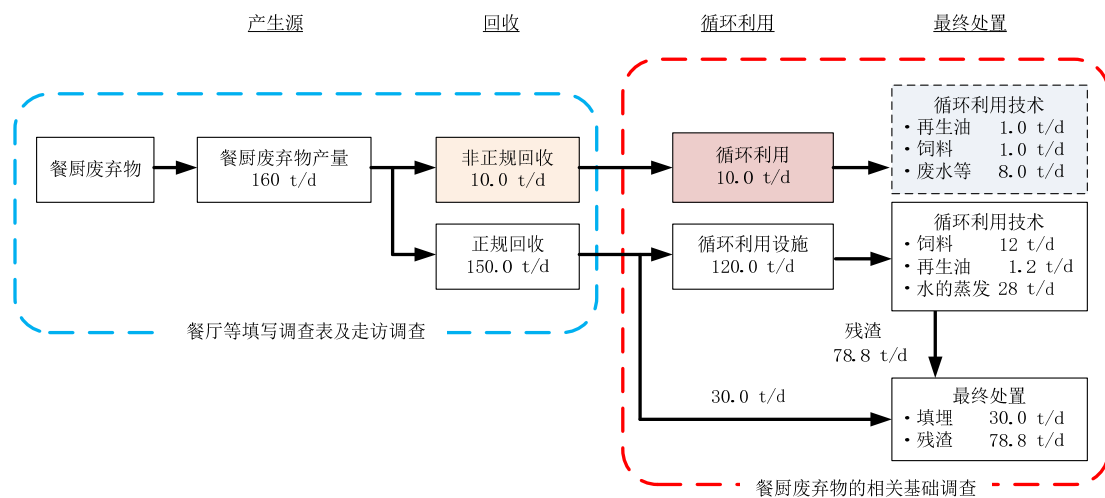 产生源
回收
循环利用
最终处置
餐厨废弃物
餐厨废弃物产量
160 t/d
非正规回收
10.0 t/d
循环利用
10.0 t/d
循环利用技术
・再生油 1.0 t/d
・饲料 1.0 t/d
・废水等 8.0 t/d
正规回收
150.0 t/d
循环利用设施
120.0 t/d
循环利用技术
・饲料 12 t/d
・再生油 1.2 t/d
・水的蒸发 28 t/d
餐厅等填写调查表及走访调查
残渣
78.8 t/d
30.0 t/d
最终处置
・填埋 30.0 t/d
・残渣 78.8 t/d
餐厨废弃物的相关基础调查